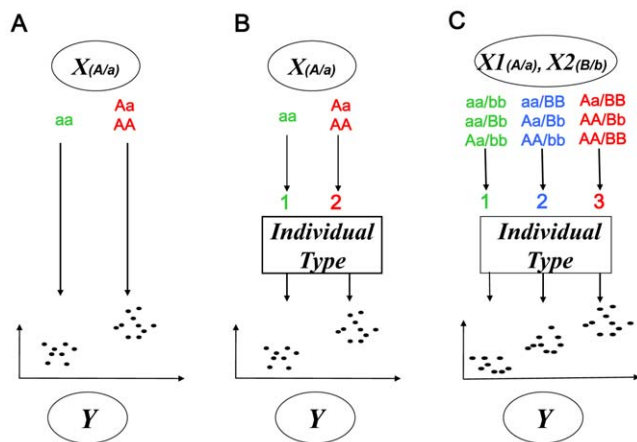 A
X(A/a)
aa
Aa
AA
Y
B
X(A/a)
aa
Aa
AA
1 2
Individual
Type
Y
C
X1(A/a), X2(B/b)
aa/bb aa/BB Aa/BB
aa/Bb Aa/Bb AA/Bb
Aa/bb AA/bb AA/BB
1 2 3
Individual
Type
Y